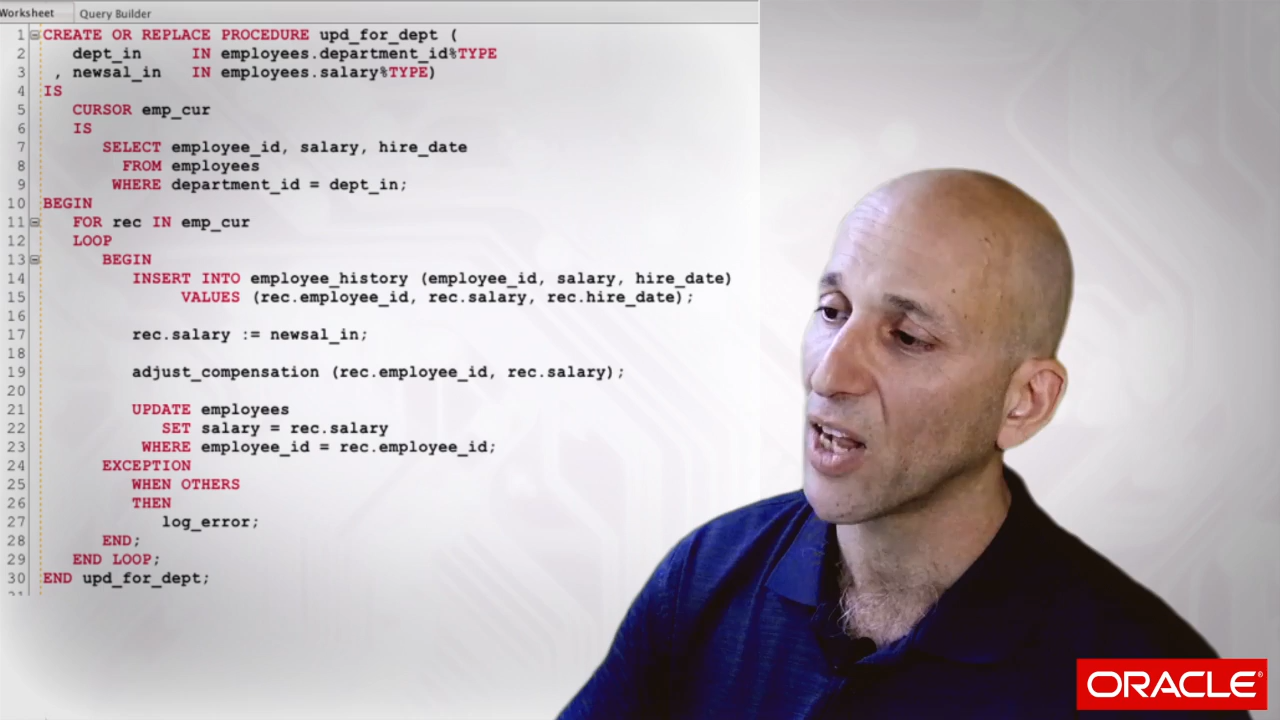 Worksheet Query Builder
1 CREATE OR REPLACE PROCEDURE upd_for_dept (
2 dept_in IN employees.department_id%TYPE
3 , newsal_in IN employees.salary%TYPE)
4 IS
5 CURSOR emp_cur
6 IS
7 SELECT employee_id, salary, hire_date
8 FROM employees
9 WHERE department_id = dept_in;
10 BEGIN
11 FOR rec IN emp_cur
12 LOOP
13 BEGIN
14 INSERT INTO employee_history (employee_id, salary, hire_date)
15 VALUES (rec.employee_id, rec.salary, rec.hire_date);
16
17 rec.salary := newsal_in;
18
19 adjust_compensation (rec.employee_id, rec.salary);
20
21 UPDATE employees
22 SET salary = rec.salary
23 WHERE employee_id = rec.employee_id;
24 EXCEPTION
25 WHEN OTHERS
26 THEN
27 log_error;
28 END;
29 END LOOP;
30 END upd_for_dept;
ORACLE®